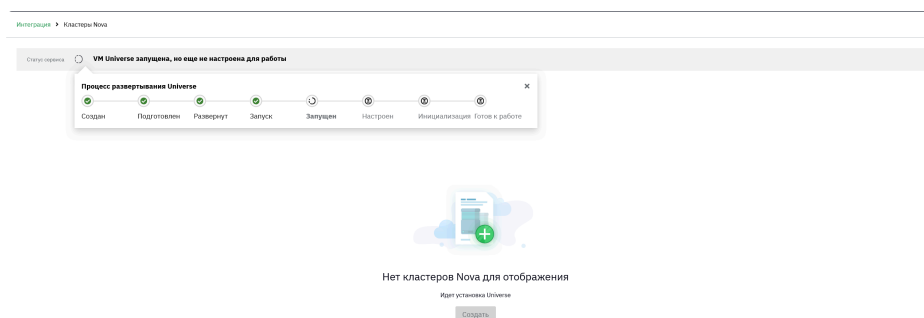 Интеграция > Кластеры Nova
Статус сервиса VM Universe запущена, но еще не настроена для работы
Процесс развертывания Universe ×
Создан Подготовлен Развернут Запуск Запущен Настроен Инициализация Готов к работе
Нет кластеров Nova для отображения
Идет установка Universe
Создать